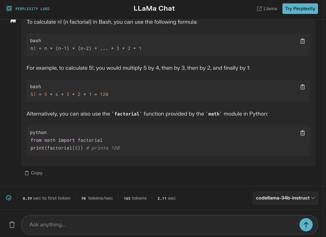 PERPLEXITY LABS
LLaMa Chat
Llama
Try Perplexity
To calculate n! (n factorial) in Bash, you can use the following formula:
bash
n! = n * (n-1) * (n-2) * ... * 3 * 2 * 1
For example, to calculate 5!, you would multiply 5 by 4, then by 3, then by 2, and finally by 1:
bash
5! = 5 * 4 * 3 * 2 * 1 = 120
Alternatively, you can also use the `factorial` function provided by the `math` module in Python:
python
from math import factorial
print(factorial(5)) # prints 120
Copy
0.39 sec to first token
78 tokens/sec
162 tokens
2.11 sec
codellama-34b-instruct
Ask anything...